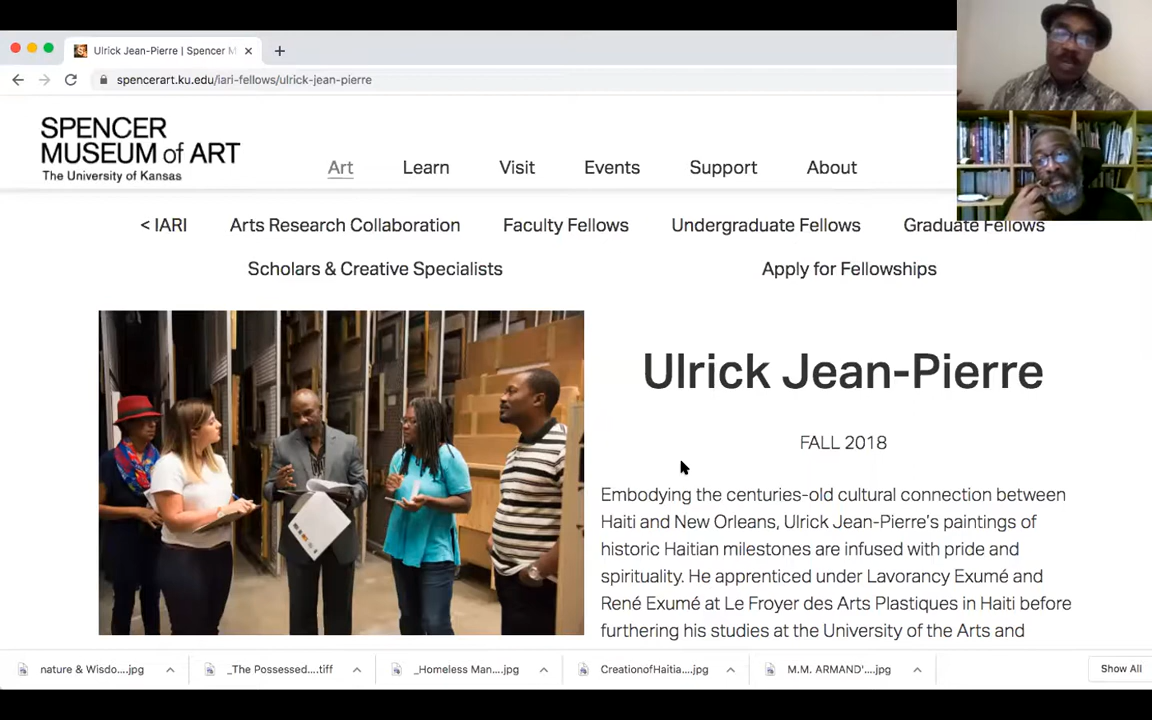 Ulrick Jean-Pierre | Spencer M
spencerart.ku.edu/iari-fellows/ulrick-jean-pierre
SPENCER
MUSEUM of ART
The University of Kansas
Art Learn Visit Events Support About
< IARI Arts Research Collaboration Faculty Fellows Undergraduate Fellows Graduate Fellows
Scholars & Creative Specialists Apply for Fellowships
Ulrick Jean-Pierre
FALL 2018
Embodying the centuries-old cultural connection between
Haiti and New Orleans, Ulrick Jean-Pierre's paintings of
historic Haitian milestones are infused with pride and
spirituality. He apprenticed under Lavorancy Exumé and
René Exumé at Le Froyer des Arts Plastiques in Haiti before
furthering his studies at the University of the Arts and
nature & Wisdo....jpg _The Possessed....tiff _Homeless Man....jpg CreationofHaitia....jpg M.M. ARMAND'....jpg Show All